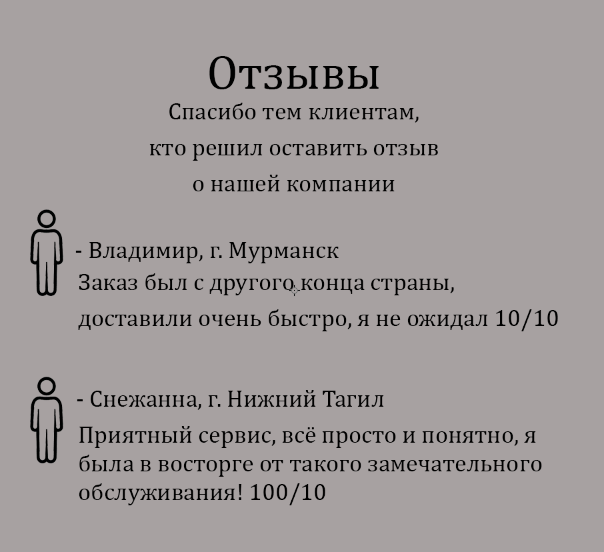 Отзывы
Спасибо тем клиентам,
кто решил оставить отзыв
о нашей компании
- Владимир, г. Мурманск
Заказ был с другого конца страны,
доставили очень быстро, я не ожидал 10/10
- Снежанна, г. Нижний Тагил
Приятный сервис, всё просто и понятно, я
была в восторге от такого замечательного
обслуживания! 100/10